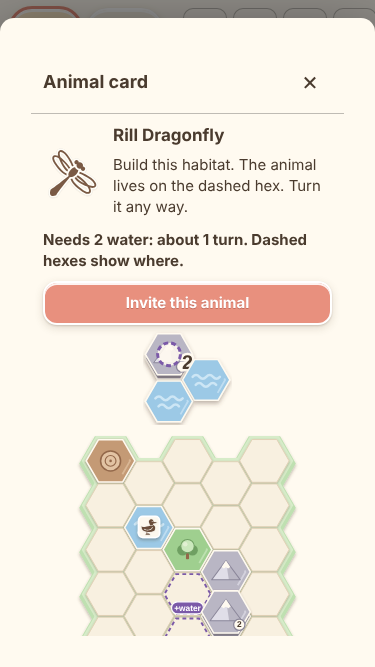 Animal card
Rill Dragonfly
Build this habitat. The animal
lives on the dashed hex. Turn
it any way.
Needs 2 water: about 1 turn. Dashed
hexes show where.
Invite this animal
2
+water
2